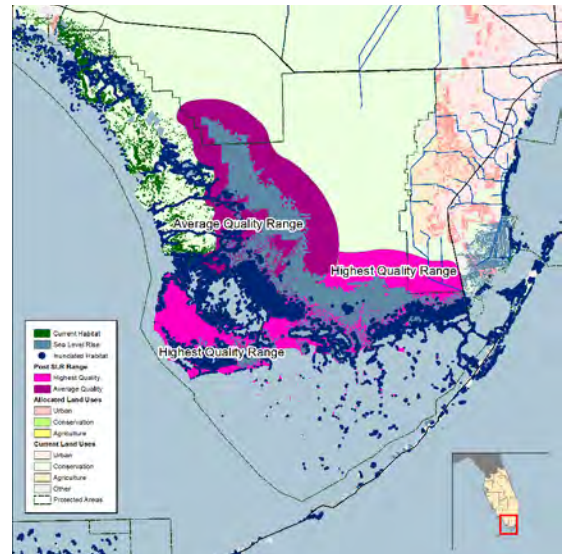 Average Quality Range
Highest Quality Range
Highest Quality Range
Current Habitat
Sea Level Rise
Inundated Habitat
Post SLR Range
Highest Quality
Average Quality
Allocated Land Uses
Urban
Conservation
Agriculture
Current Land Uses
Urban
Conservation
Agriculture
Other
Protected Areas